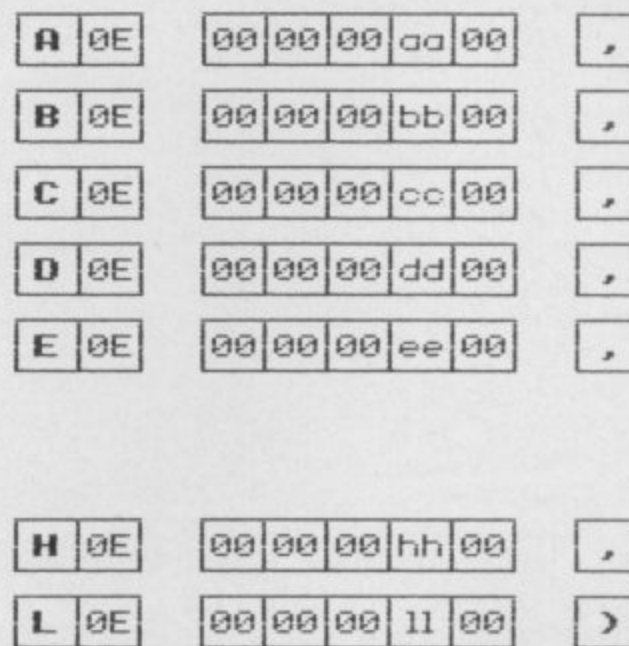 A 0E 00 00 00 aa 00 ,
B 0E 00 00 00 bb 00 ,
C 0E 00 00 00 cc 00 ,
D 0E 00 00 00 dd 00 ,
E 0E 00 00 00 ee 00 ,
H 0E 00 00 00 hh 00 ,
L 0E 00 00 00 ll 00 )